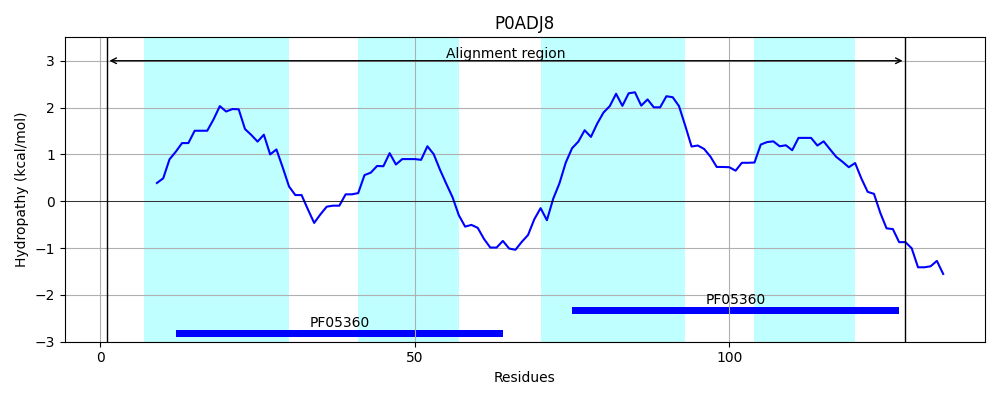 P0ADJ8
Alignment region
Hydropathy (kcal/mol)
3
2
1
0
−1
−2
−3
PF05360
PF05360
0
50
100
Residues